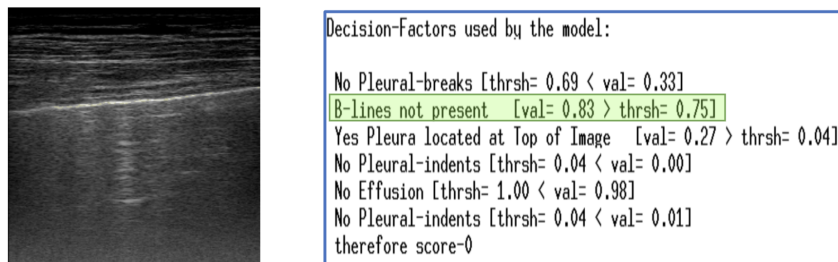 Decision-Factors used by the model:
No Pleural-breaks [thrsh= 0.69 < val= 0.33]
B-lines not present [val= 0.83 > thrsh= 0.75]
Yes Pleura located at Top of Image [val= 0.27 > thrsh= 0.04]
No Pleural-indents [thrsh= 0.04 < val= 0.00]
No Effusion [thrsh= 1.00 < val= 0.98]
No Pleural-indents [thrsh= 0.04 < val= 0.01]
therefore score-0